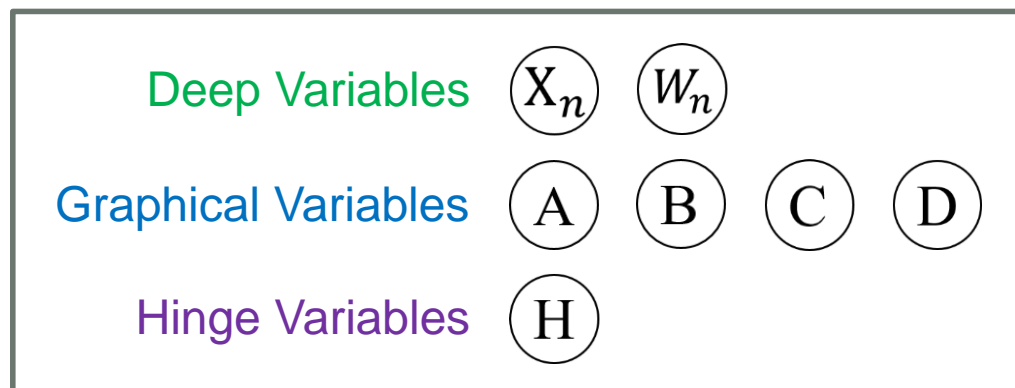 Deep Variables Xₙ Wₙ
Graphical Variables A B C D
Hinge Variables H